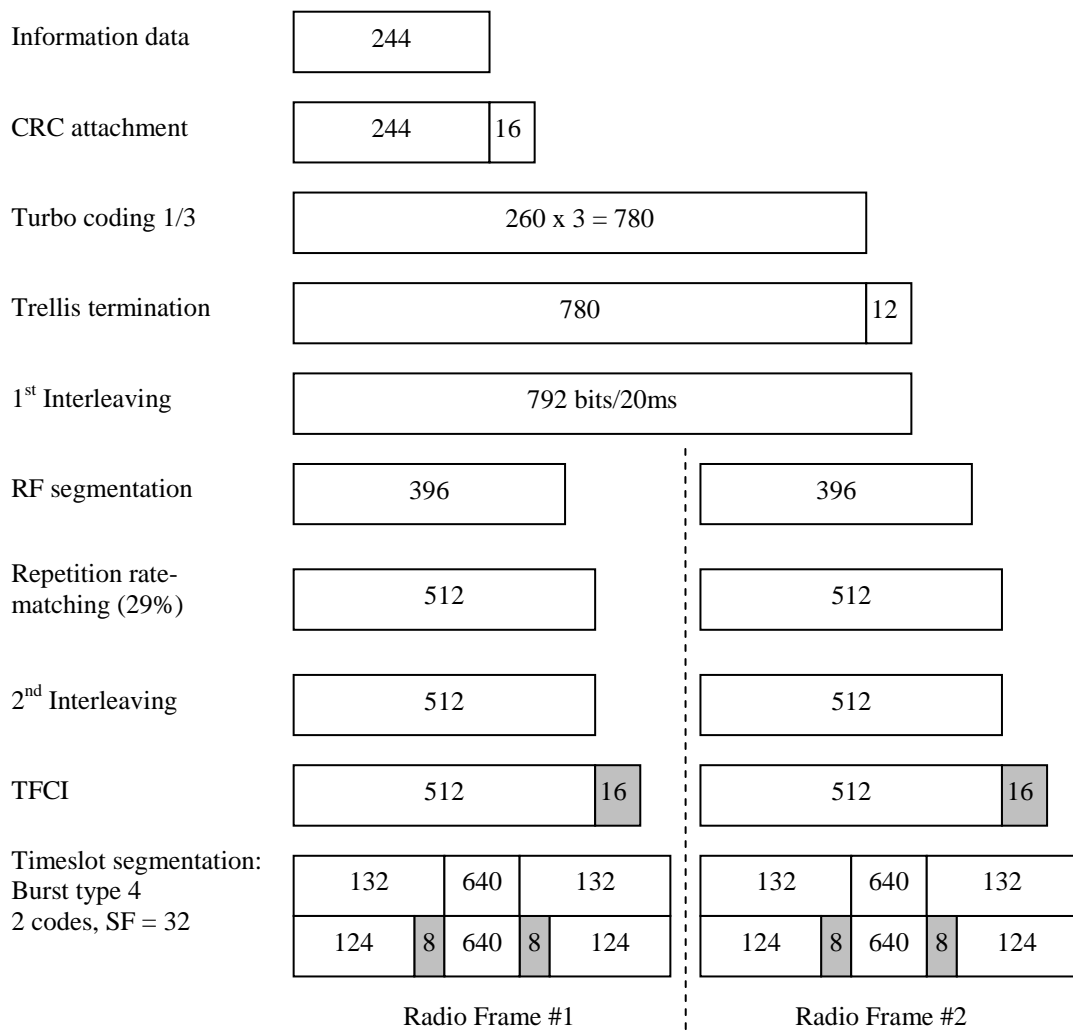 Information data
244
CRC attachment
244 16
Turbo coding 1/3
260 x 3 = 780
Trellis termination
780 12
1st Interleaving
792 bits/20ms
RF segmentation
396 396
Repetition rate-
matching (29%)
512 512
2nd Interleaving
512 512
TFCI
512 16 512 16
Timeslot segmentation:
Burst type 4
2 codes, SF = 32
132 640 132 132 640 132
124 8 640 8 124 124 8 640 8 124
Radio Frame #1 Radio Frame #2